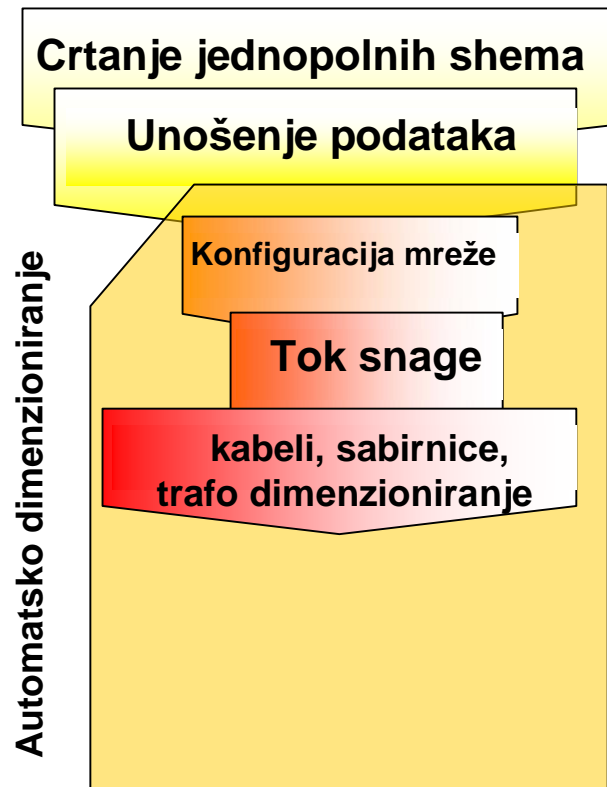 Crtanje jednopolnih shema
Unošenje podataka
Konfiguracija mreže
Tok snage
kabeli, sabirnice,
trafo dimenzioniranje
Automatsko dimenzioniranje